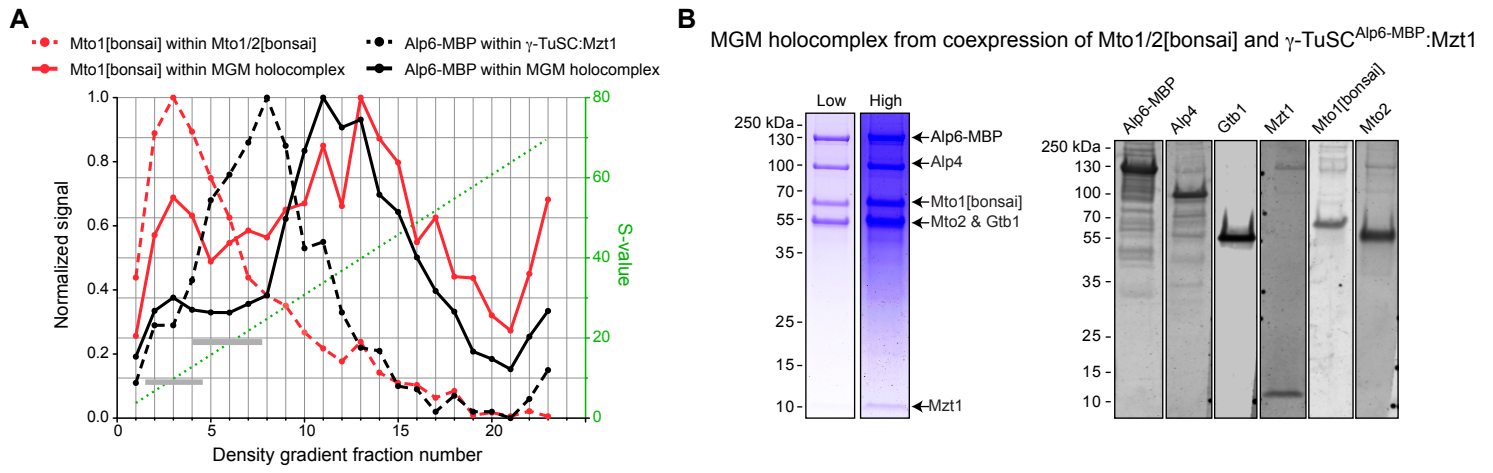 A
Mto1[bonsai] within Mto1/2[bonsai]
Alp6-MBP within γ-TuSC:Mzt1
Mto1[bonsai] within MGM holocomplex
Alp6-MBP within MGM holocomplex
1.0
0.8
0.6
0.4
0.2
0.0
Normalized signal
80
60
40
20
0
S-value
0
5
10
15
20
Density gradient fraction number
B
MGM holocomplex from coexpression of Mto1/2[bonsai] and γ-TuSC^Alp6-MBP:Mzt1
Low
High
250 kDa
130
100
70
55
35
25
15
10
Alp6-MBP
Alp4
Mto1[bonsai]
Mto2 & Gtb1
Mzt1
Alp6-MBP
Alp4
Gtb1
Mzt1
Mto1[bonsai]
Mto2
250 kDa
130
100
70
55
35
25
15
10